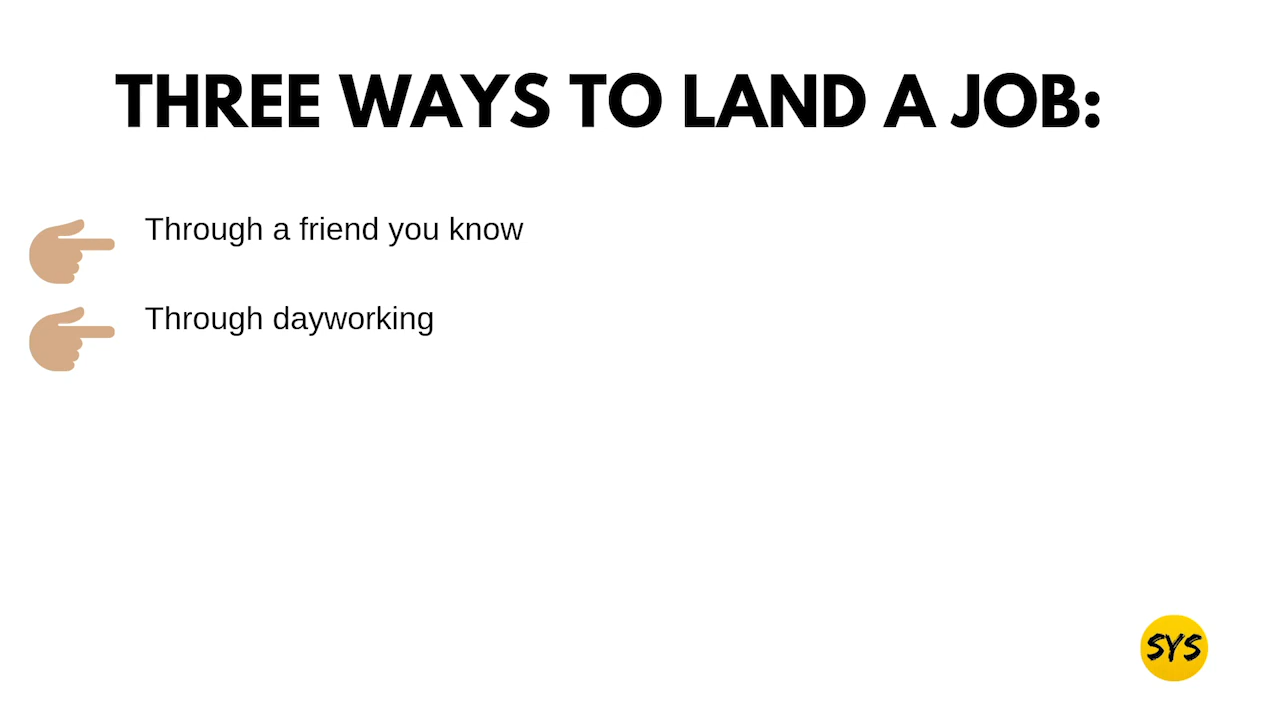 THREE WAYS TO LAND A JOB:
Through a friend you know
Through dayworking
SYS